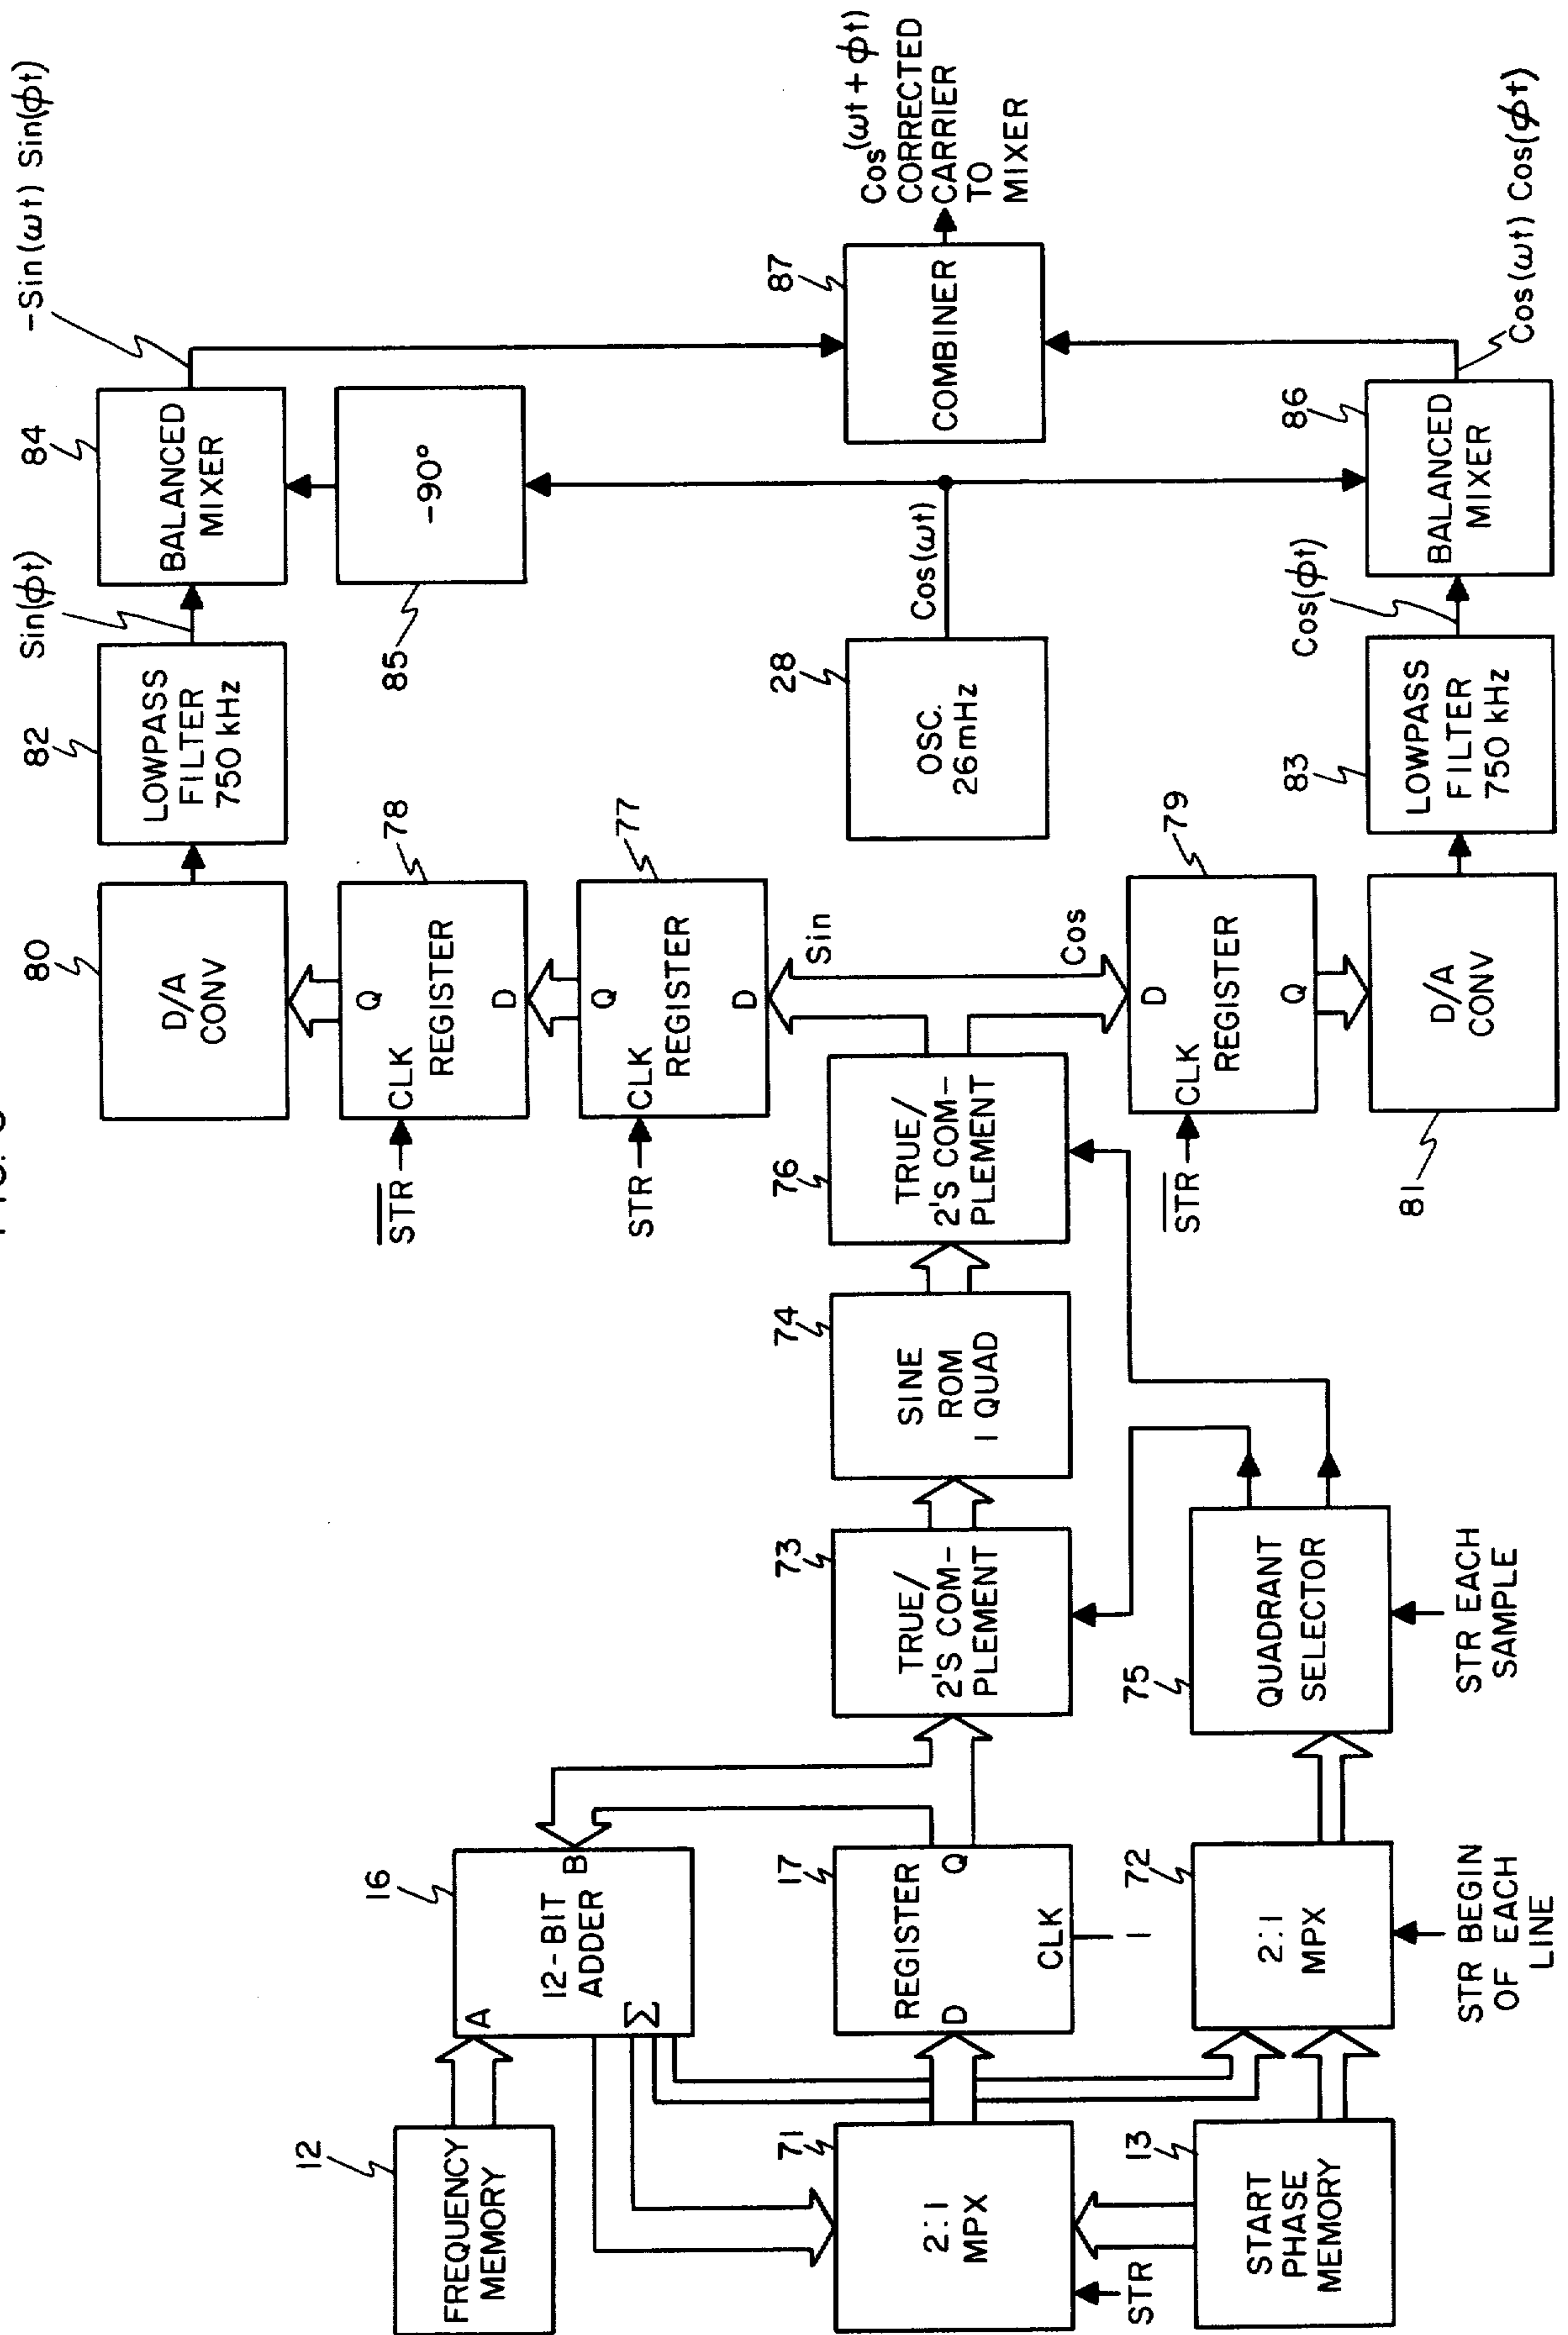 12
FREQUENCY
MEMORY
A
16
12-BIT
ADDER
B
Σ
71
2:1
MPX
STR
13
START
PHASE
MEMORY
17
REGISTER
D
Q
CLK
1
72
2:1
MPX
STR BEGIN
OF EACH
LINE
73
TRUE/
2'S COM-
PLEMENT
75
QUADRANT
SELECTOR
STR EACH
SAMPLE
74
SINE
ROM
1 QUAD
76
TRUE/
2'S COM-
PLEMENT
80
D/A
CONV
78
Q
CLK
REGISTER
D
S̅T̅R̅
77
Q
CLK
REGISTER
D
STR
Sin
Cos
79
D
CLK
REGISTER
Q
S̅T̅R̅
D/A
CONV
81
82
LOWPASS
FILTER
750 kHz
Sin(ϕt)
84
BALANCED
MIXER
-Sin(ωt) Sin(ϕt)
-90°
85
28
OSC.
26mHz
Cos(ωt)
83
LOWPASS
FILTER
750 kHz
Cos(ϕt)
86
BALANCED
MIXER
Cos(ωt) Cos(ϕt)
87
COMBINER
Cos(ωt + ϕt)
CORRECTED
CARRIER
TO
MIXER